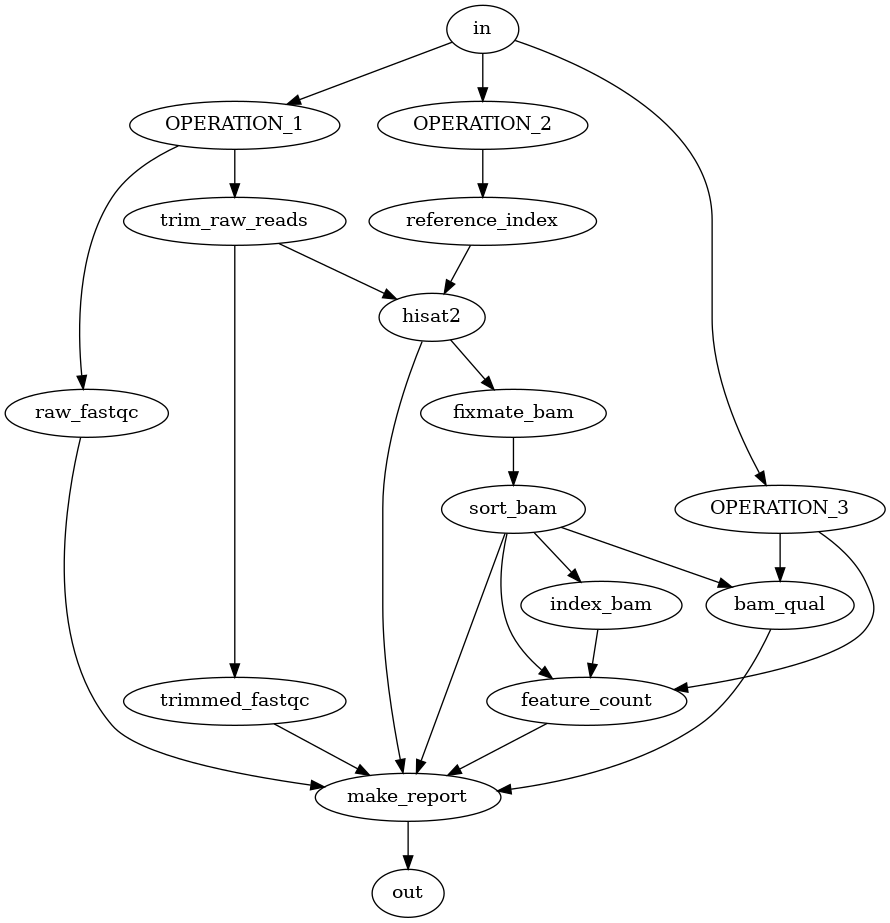 in
OPERATION_1
OPERATION_2
trim_raw_reads
reference_index
hisat2
raw_fastqc
fixmate_bam
sort_bam
OPERATION_3
index_bam
bam_qual
trimmed_fastqc
feature_count
make_report
out